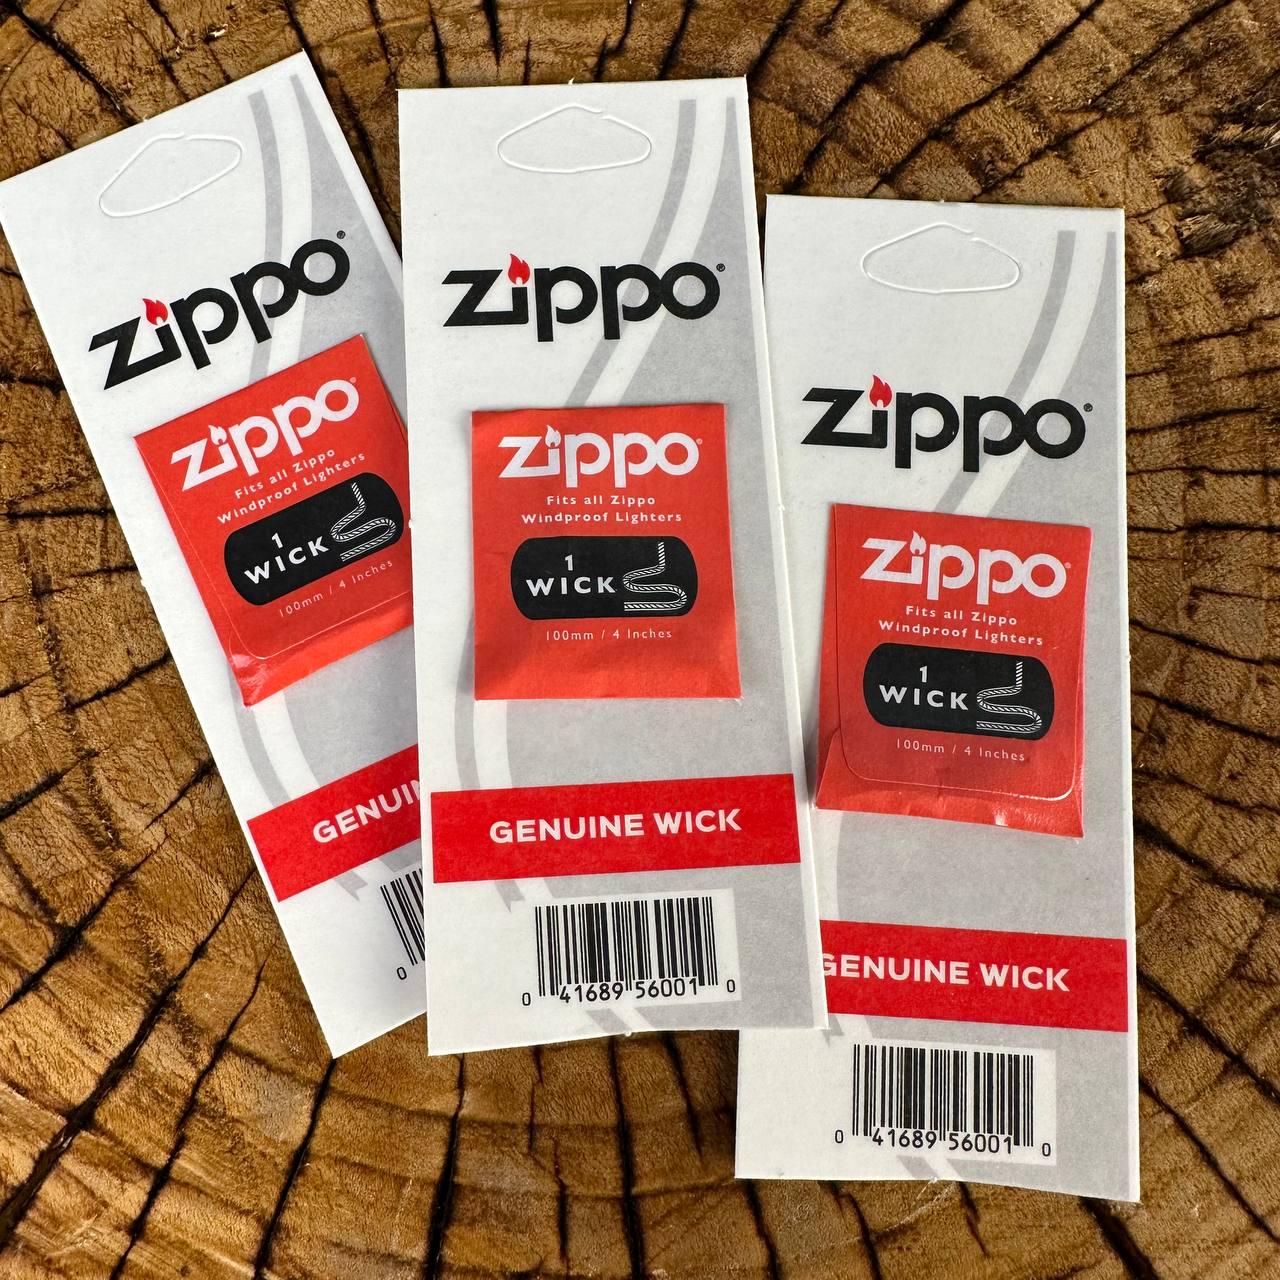 zippo®
zippo
Fits all Zippo
Windproof Lighters
1
WICK
100mm / 4 Inches
0
zippo®
zippo®
Fits all Zippo
Windproof Lighters
1
WICK
100mm / 4 Inches
GENUINE WICK
0 41689 56001 0
zippo®
zippo®
Fits all Zippo
Windproof Lighters
1
WICK
100mm / 4 Inches
GENUINE WICK
0 41689 56001 0